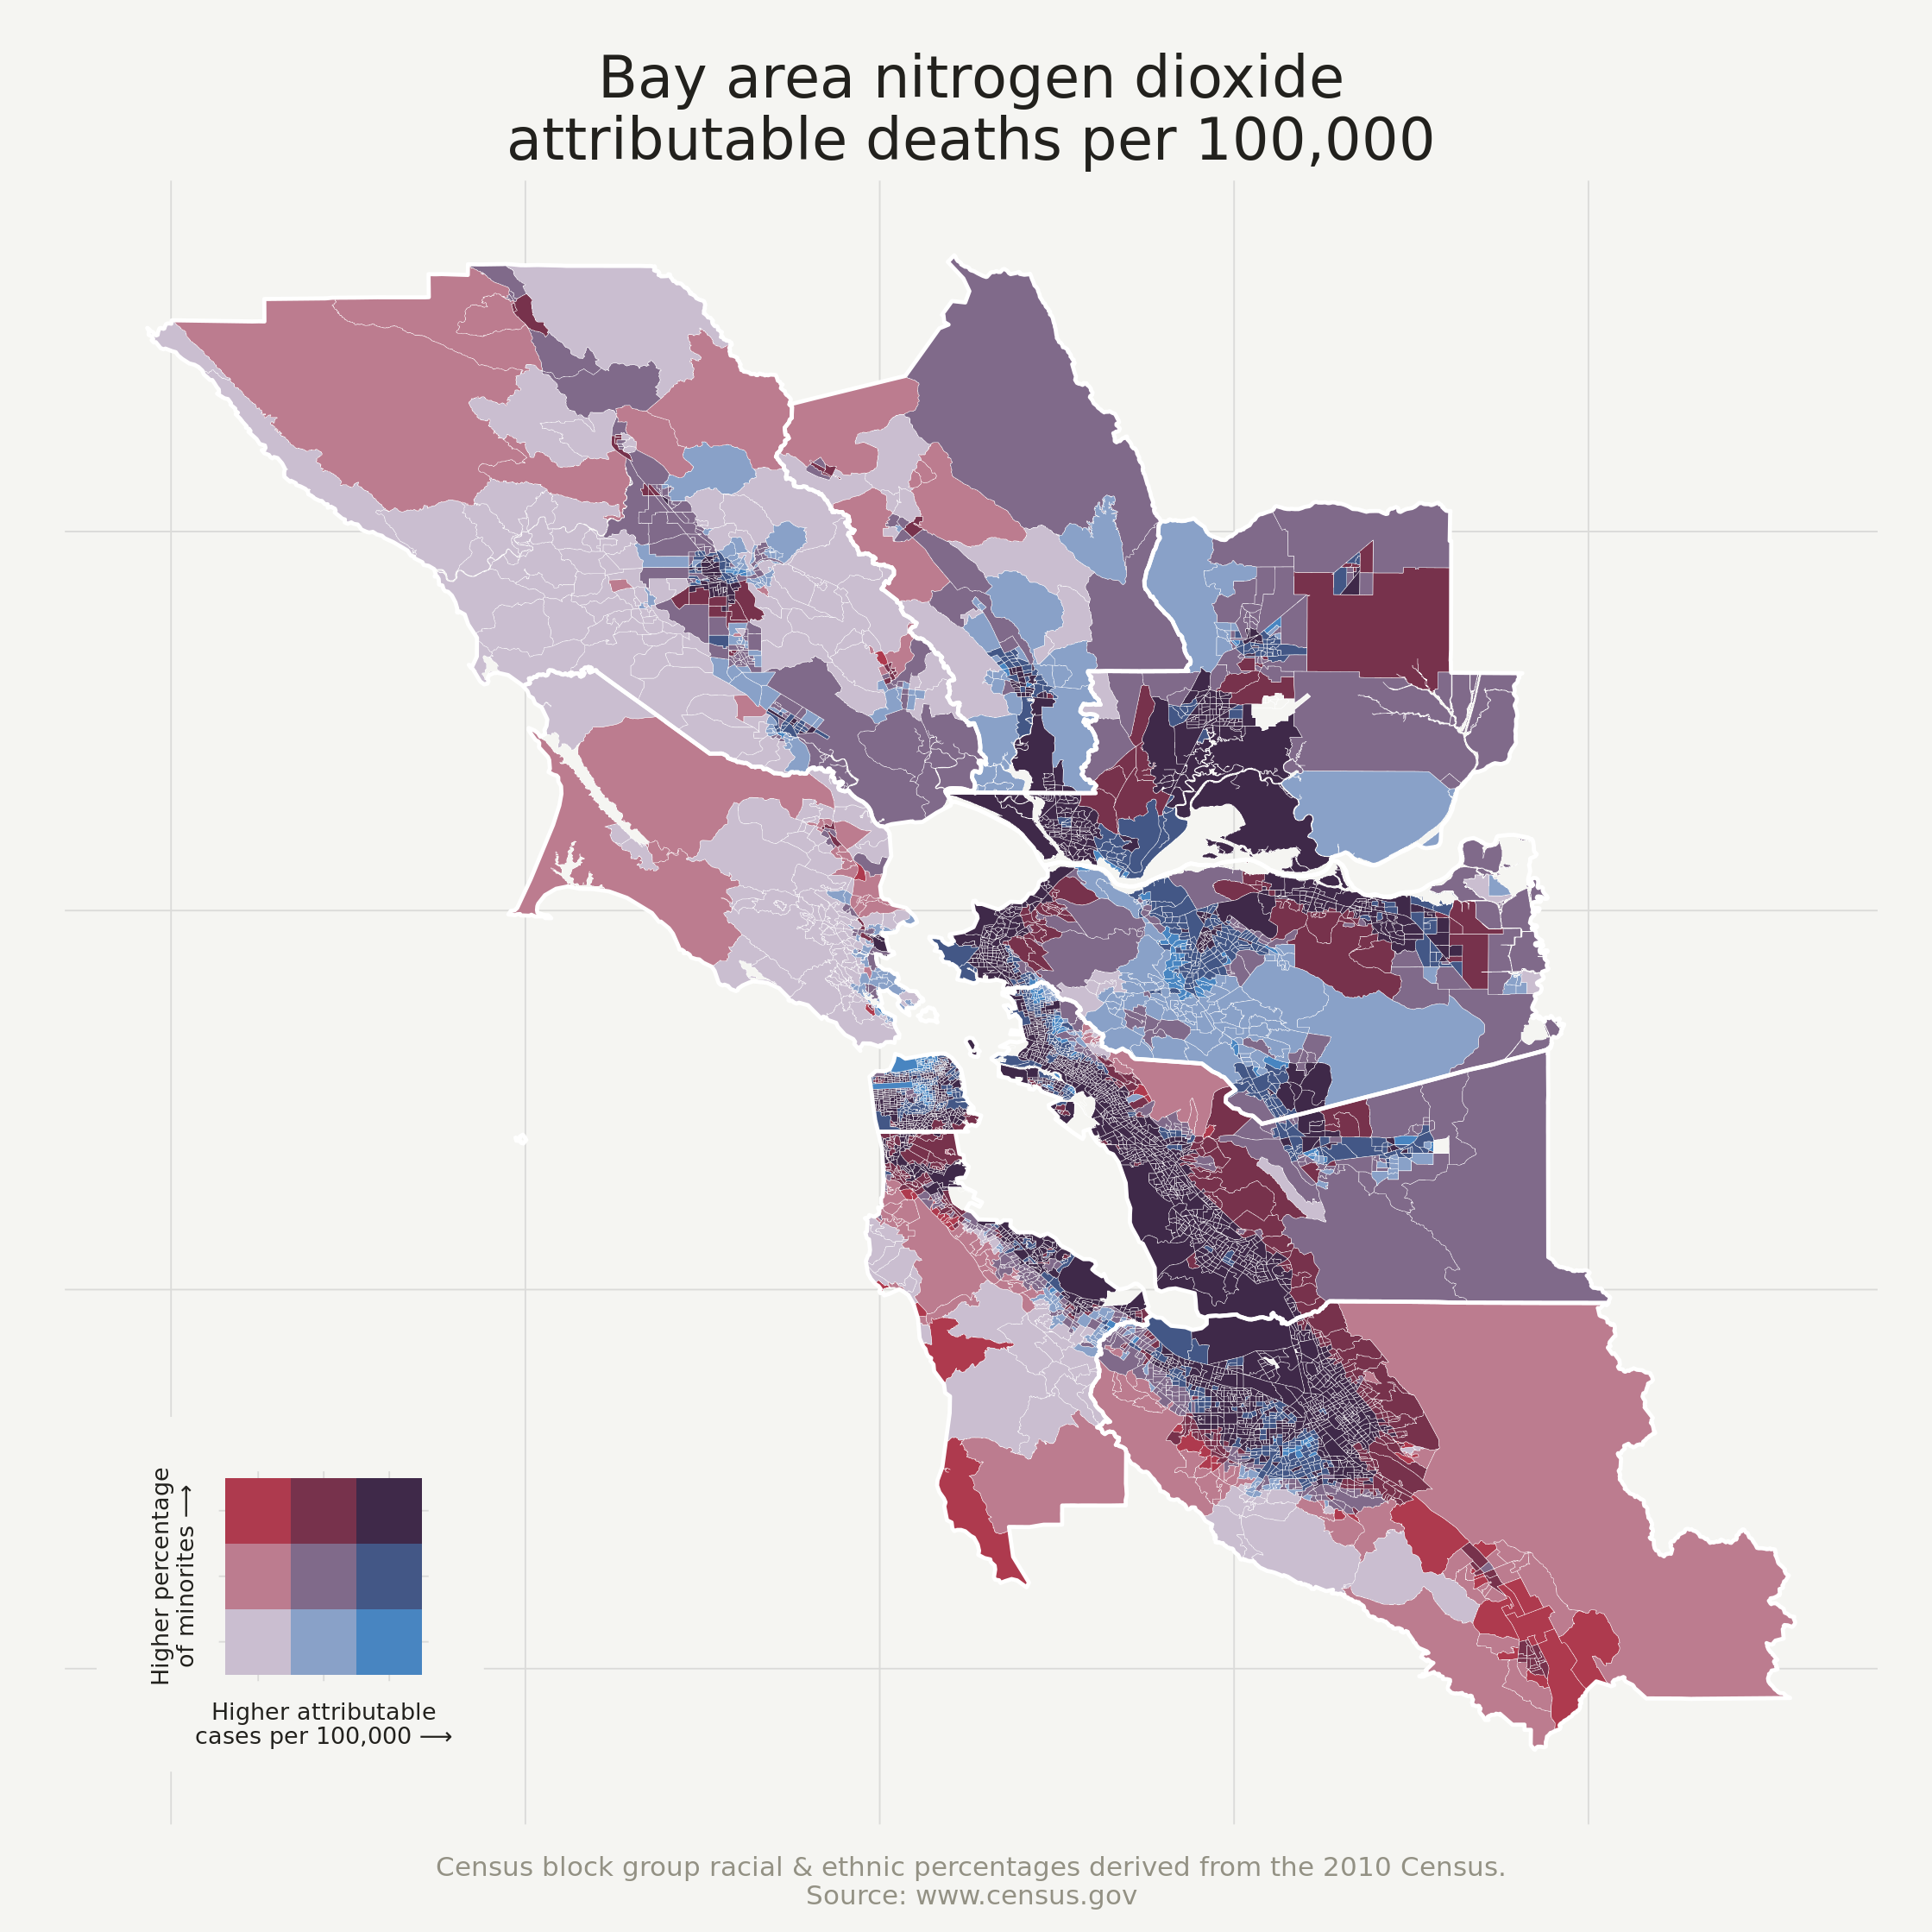 Bay area nitrogen dioxide
attributable deaths per 100,000
Higher percentage
of minorites ⟶
Higher attributable
cases per 100,000 ⟶
Census block group racial & ethnic percentages derived from the 2010 Census.
Source: www.census.gov